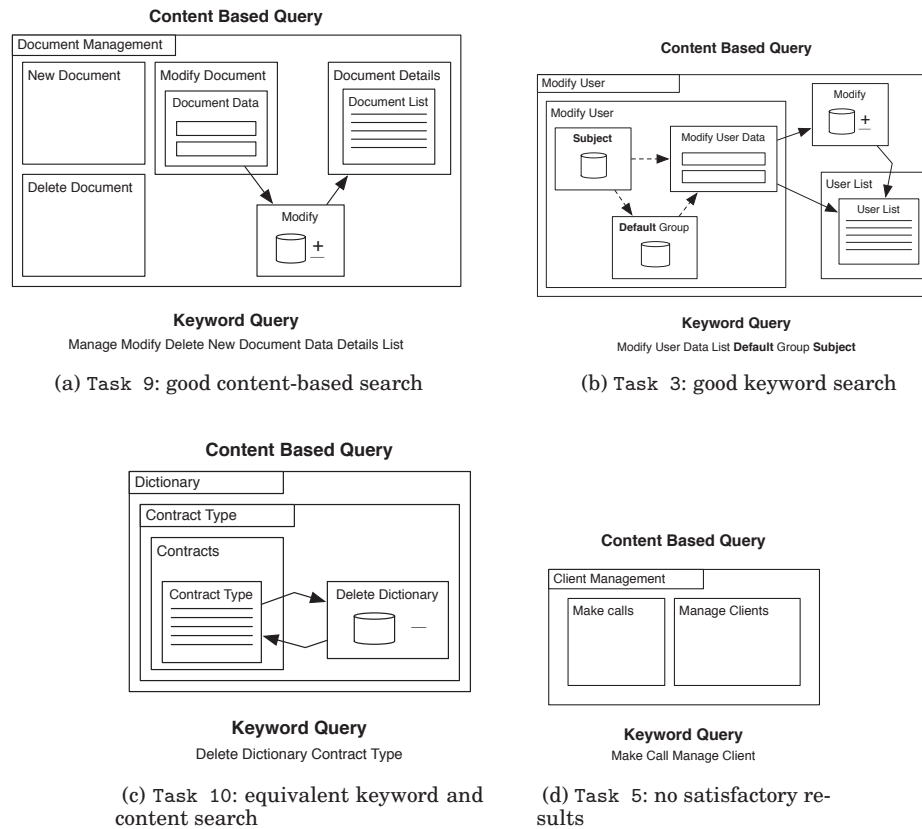 Content Based Query
Document Management
New Document
Modify Document
Document Details
Document Data
Document List
Delete Document
Modify
+
Keyword Query
Manage Modify Delete New Document Data Details List
(a) Task 9: good content-based search
Content Based Query
Modify User
Modify User
Subject
Modify User Data
Modify
+
User List
User List
Default Group
Keyword Query
Modify User Data List Default Group Subject
(b) Task 3: good keyword search
Content Based Query
Dictionary
Contract Type
Contracts
Contract Type
Delete Dictionary
—
Keyword Query
Delete Dictionary Contract Type
(c) Task 10: equivalent keyword and
content search
Content Based Query
Client Management
Make calls
Manage Clients
Keyword Query
Make Call Manage Client
(d) Task 5: no satisfactory re-
sults